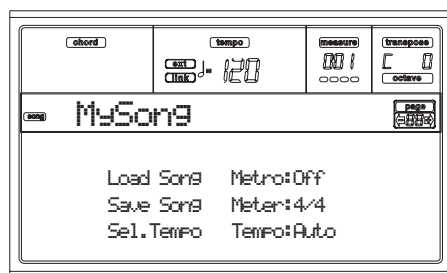 chord tempo measure transpose
ext link ♩= 120 001 C 0
octave
song MySong page
Load Song Metro:Off
Save Song Meter:4/4
Sel.Tempo Tempo:Auto